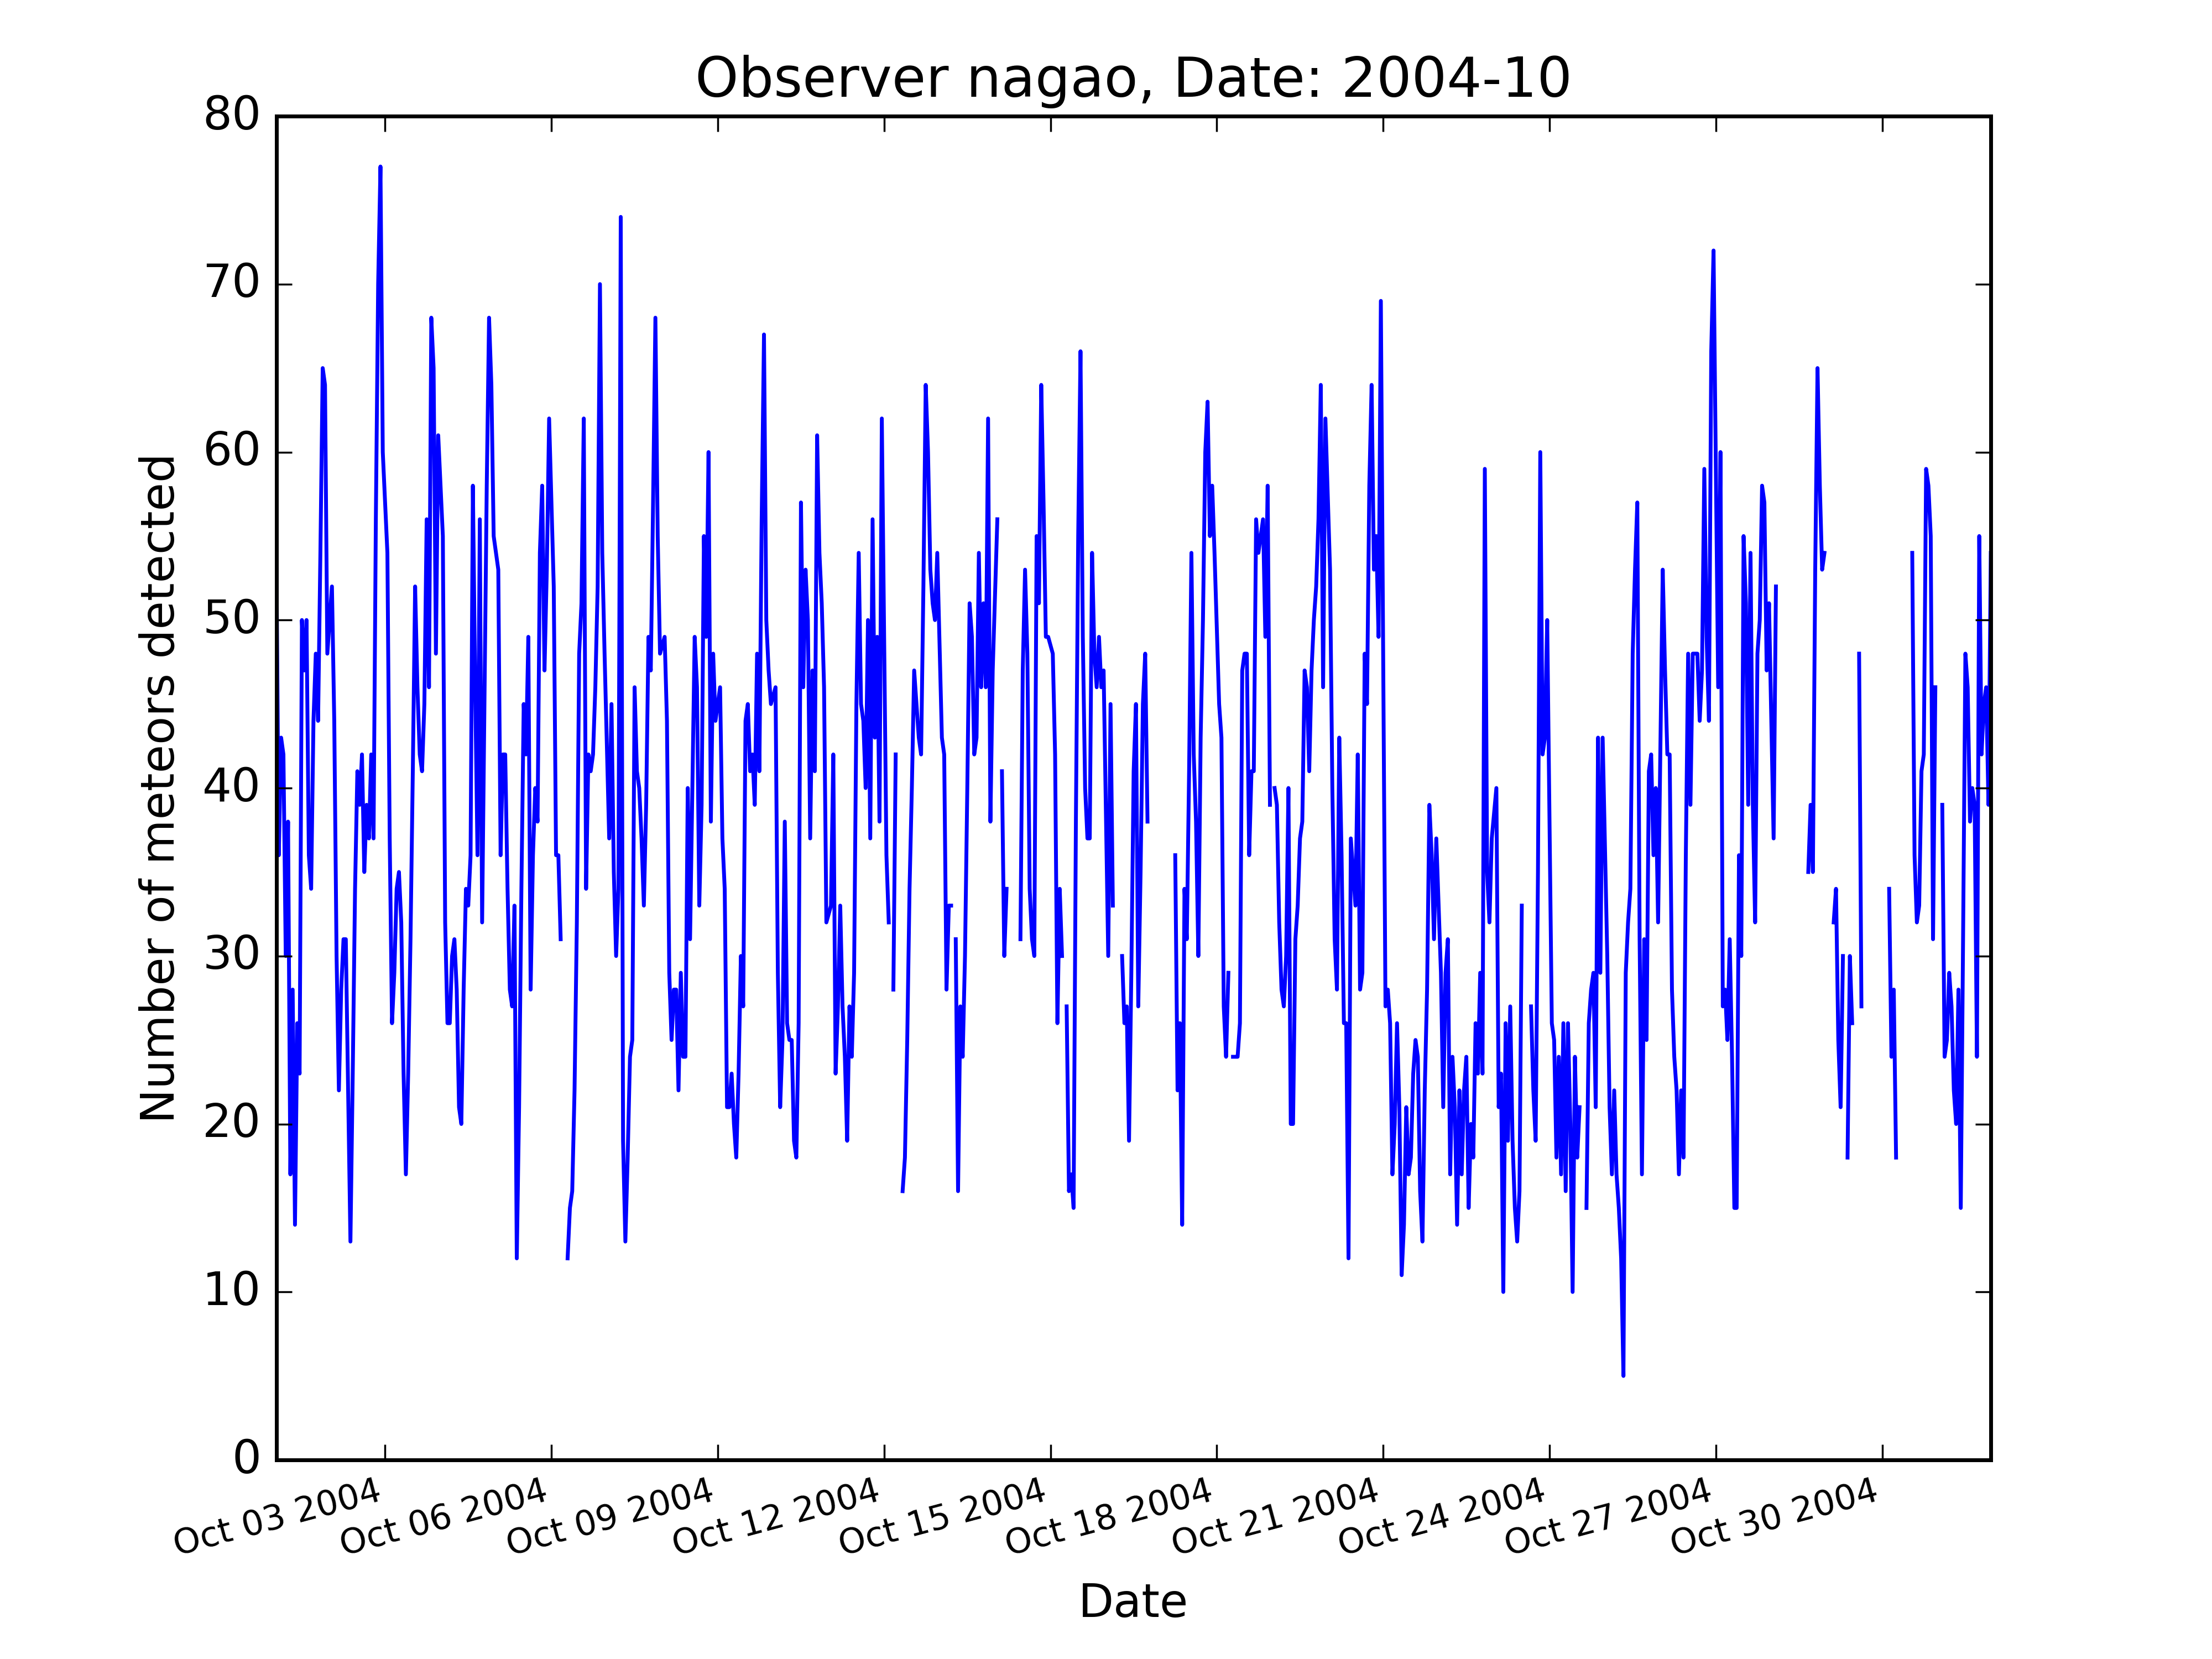 Observer nagao, Date: 2004-10
80
70
60
50
40
30
20
10
0
Number of meteors detected
Oct 03 2004
Oct 06 2004
Oct 09 2004
Oct 12 2004
Oct 15 2004
Oct 18 2004
Oct 21 2004
Oct 24 2004
Oct 27 2004
Oct 30 2004
Date